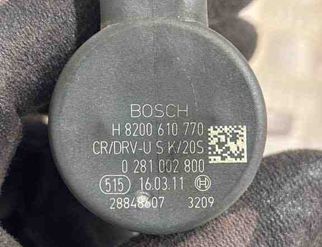 BOSCH
H 8200 610 770
CR/DRV-U S K/20S
0 281 002 800
515 16.03.11
28848607 3209